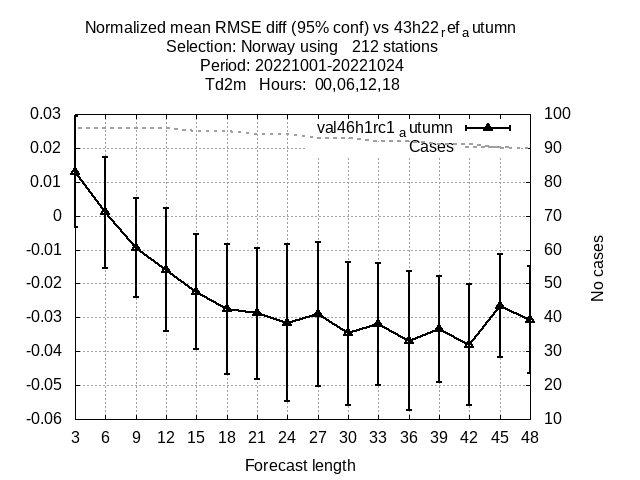 Normalized mean RMSE diff (95% conf) vs 43h22refautumn
Selection: Norway using 212 stations
Period: 20221001-20221024
Td2m Hours: 00,06,12,18
0.03 val46h1rc1autumn 100
0.02 Cases 90
0.01 80
0 70
-0.01 60
-0.02 50
-0.03 40
-0.04 30
-0.05 20
-0.06 10
No cases
3 6 9 12 15 18 21 24 27 30 33 36 39 42 45 48
Forecast length